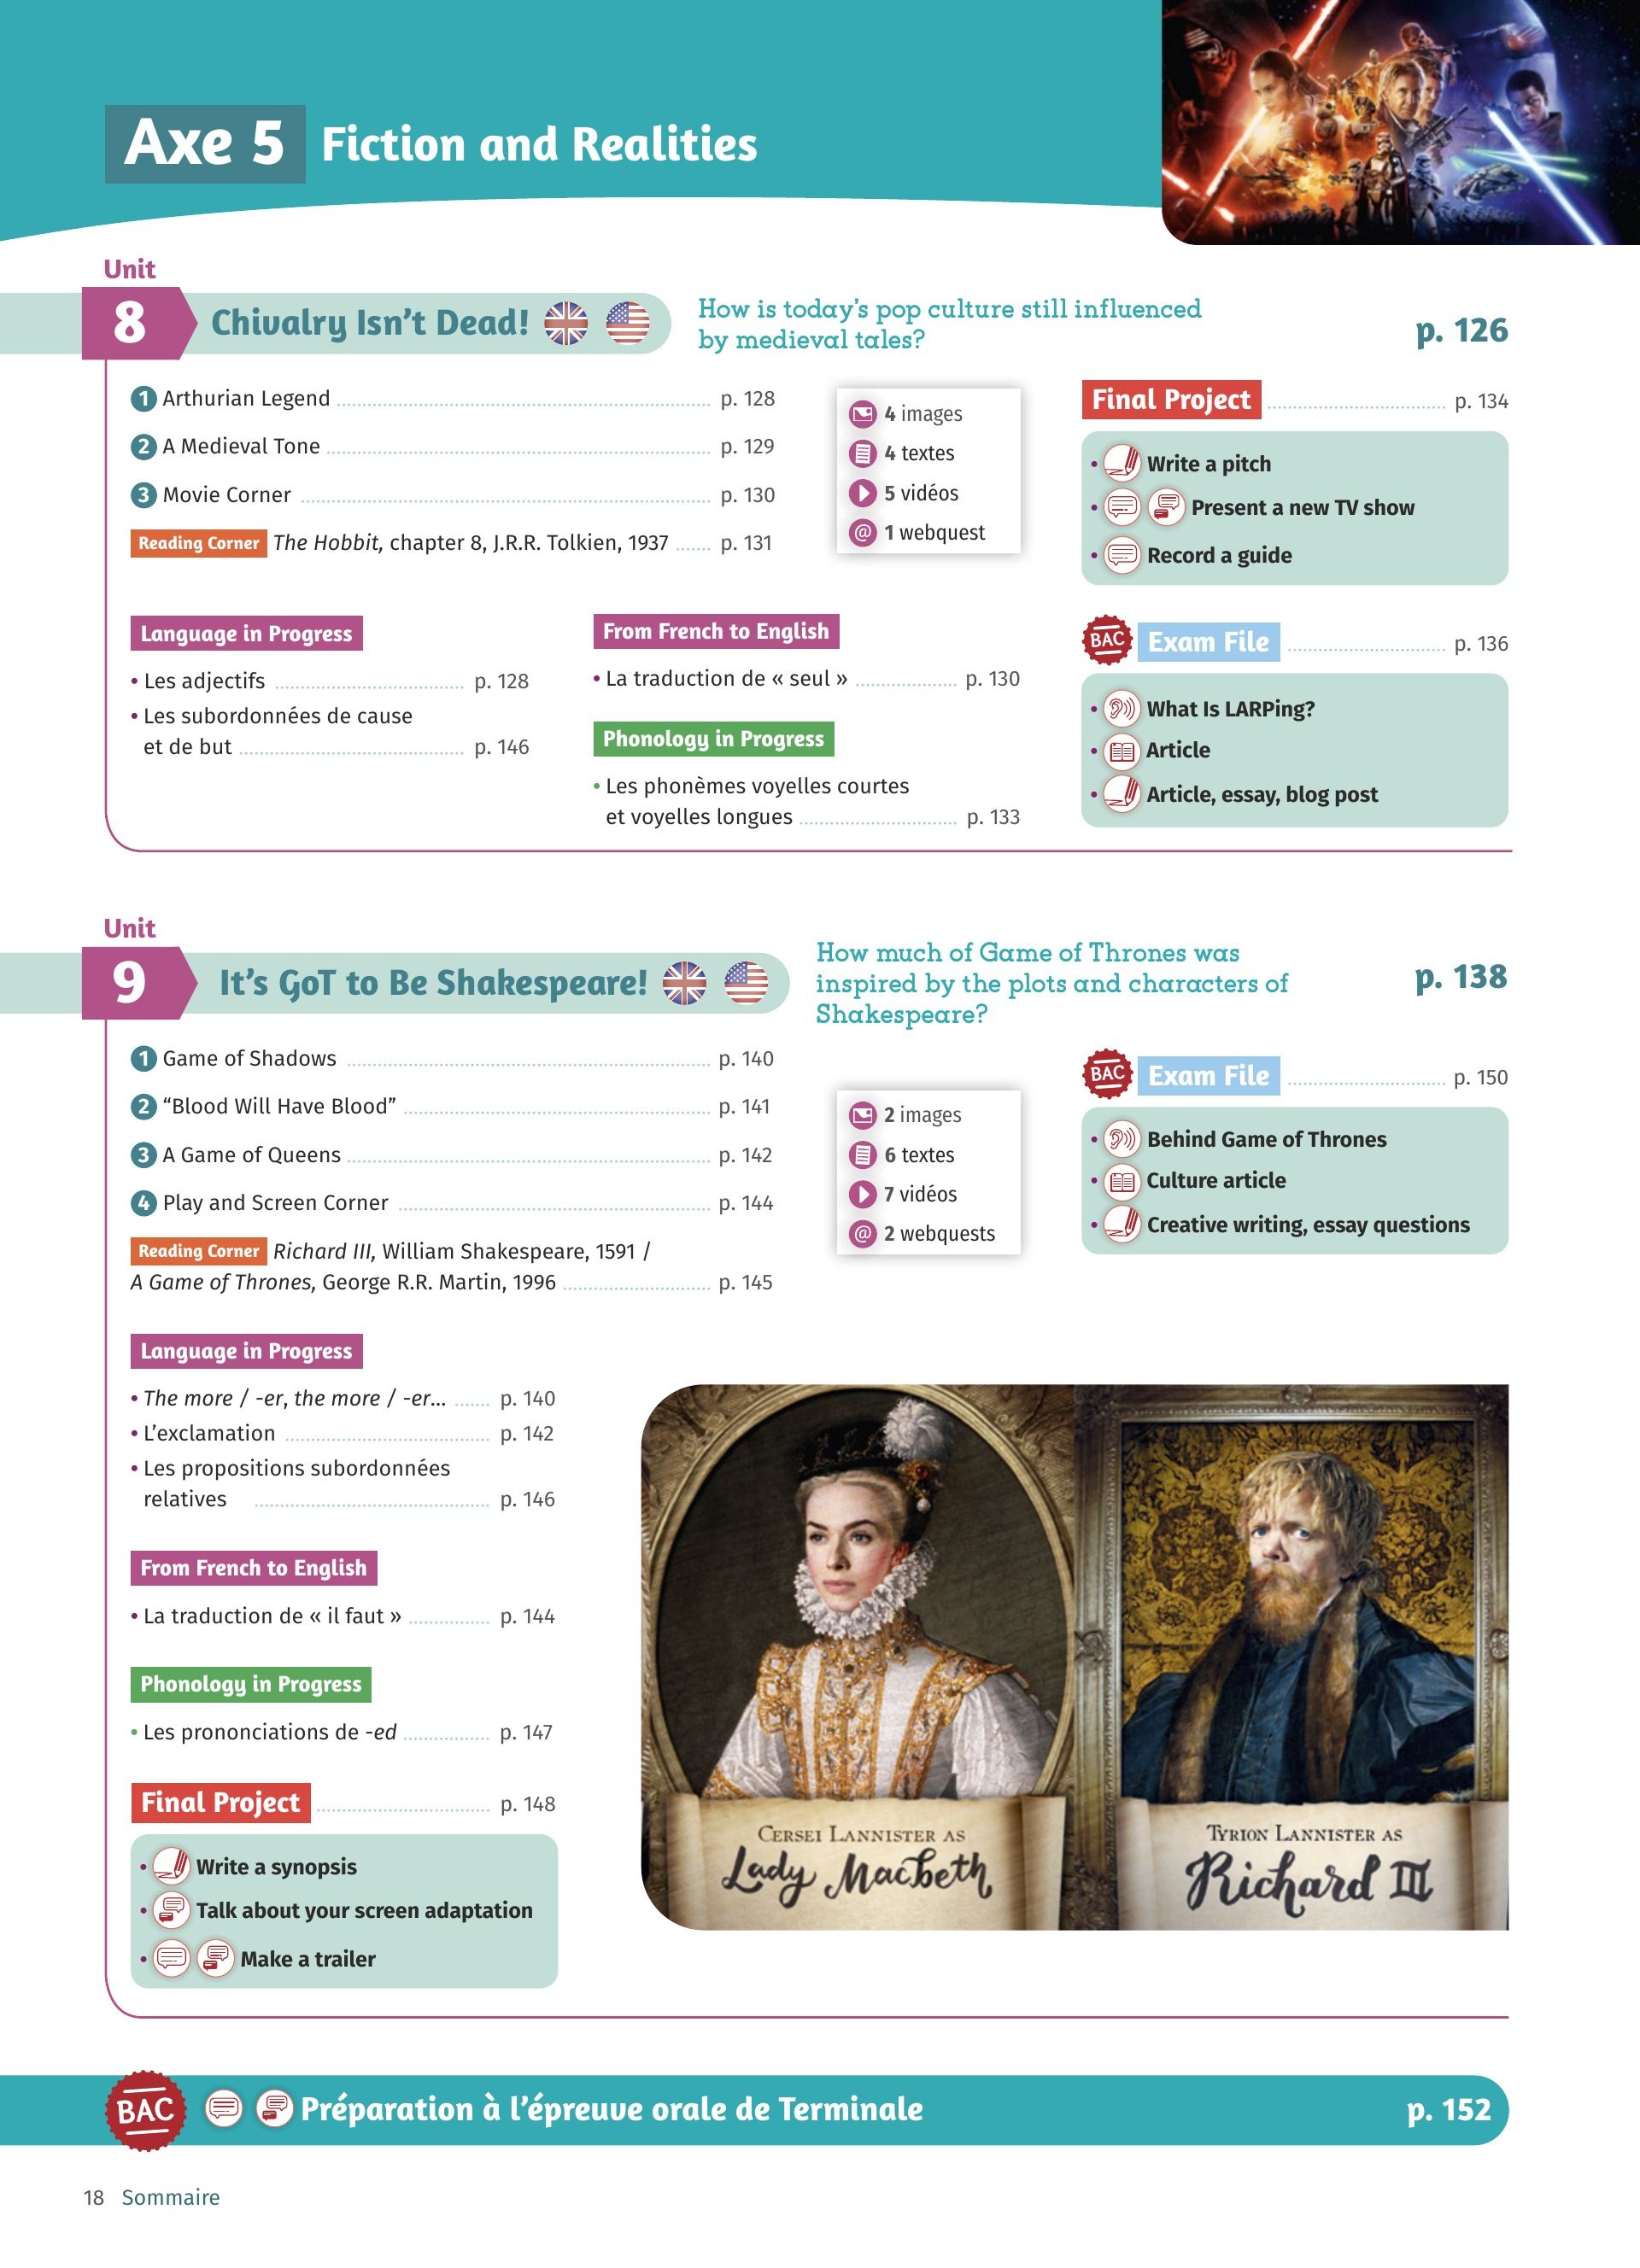 Axe 5 Fiction and Realities
Unit
8 Chivalry Isn't Dead!
How is today's pop culture still influenced
by medieval tales?
p. 126
1 Arthurian Legend p. 128
2 A Medieval Tone p. 129
3 Movie Corner p. 130
Reading Corner The Hobbit, chapter 8, J.R.R. Tolkien, 1937 p. 131
4 images
4 textes
5 vidéos
@ 1 webquest
Final Project p. 134
• Write a pitch
• Present a new TV show
• Record a guide
Language in Progress
• Les adjectifs p. 128
• Les subordonnées de cause
et de but p. 146
From French to English
• La traduction de « seul » p. 130
Phonology in Progress
• Les phonèmes voyelles courtes
et voyelles longues p. 133
BAC Exam File p. 136
• What Is LARPing?
• Article
• Article, essay, blog post
Unit
9 It's GoT to Be Shakespeare!
How much of Game of Thrones was
inspired by the plots and characters of
Shakespeare?
p. 138
1 Game of Shadows p. 140
2 “Blood Will Have Blood” p. 141
3 A Game of Queens p. 142
4 Play and Screen Corner p. 144
Reading Corner Richard III, William Shakespeare, 1591 /
A Game of Thrones, George R.R. Martin, 1996 p. 145
2 images
6 textes
7 vidéos
@ 2 webquests
BAC Exam File p. 150
• Behind Game of Thrones
• Culture article
• Creative writing, essay questions
Language in Progress
• The more / -er, the more / -er... p. 140
• L'exclamation p. 142
• Les propositions subordonnées
relatives p. 146
From French to English
• La traduction de « il faut » p. 144
Phonology in Progress
• Les prononciations de -ed p. 147
Final Project p. 148
• Write a synopsis
• Talk about your screen adaptation
• Make a trailer
Cersei Lannister as
Lady Macbeth
Tyrion Lannister as
Richard III
BAC Préparation à l'épreuve orale de Terminale p. 152
18 Sommaire